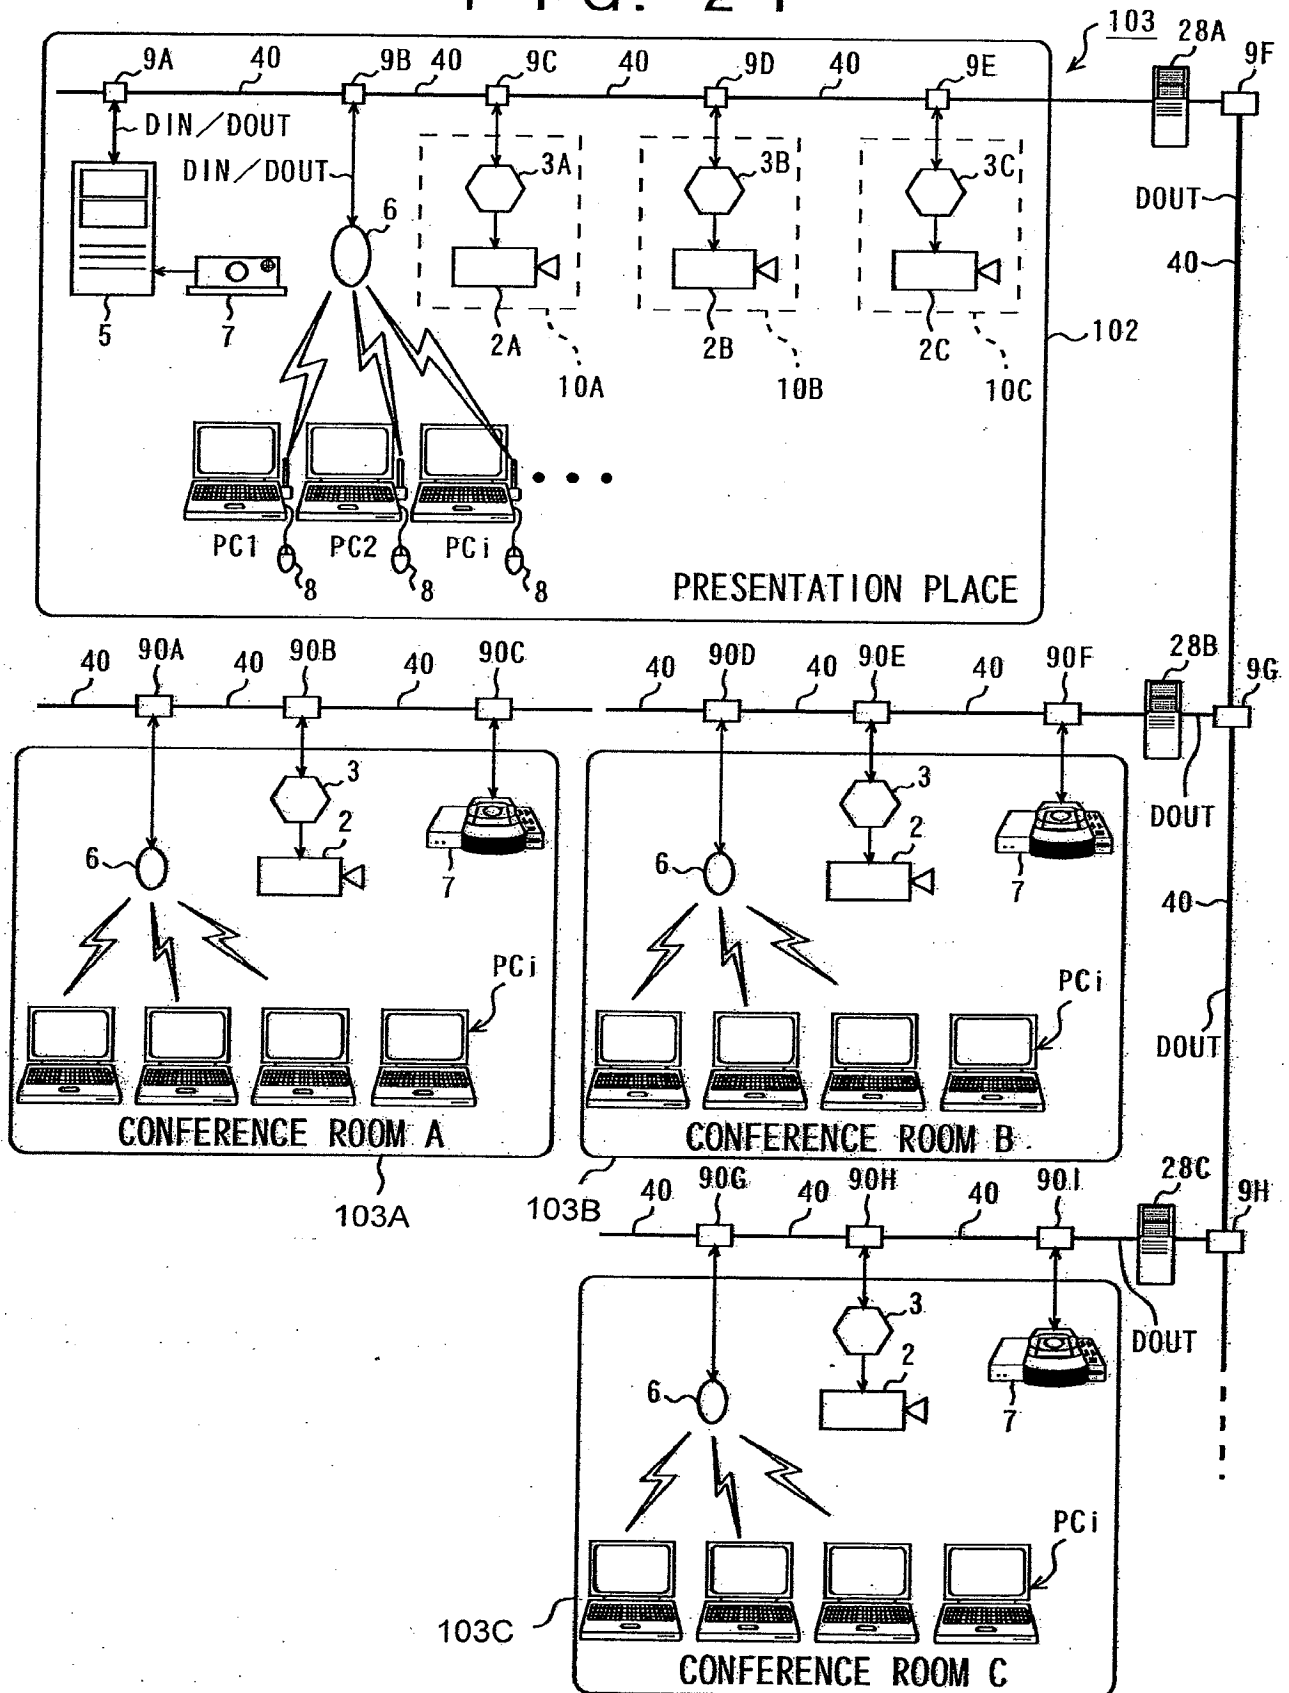 FIG. 21
103
28A
9F
9A
40
9B
40
9C
40
9D
40
9E
DIN/DOUT
DIN/DOUT
3A
3B
3C
DOUT
6
40
5
7
2A
2B
2C
102
10A
10B
10C
PC1
PC2
PCi
8
8
8
PRESENTATION PLACE
40
90A
40
90B
40
90C
40
90D
40
90E
40
90F
28B
9G
3
2
6
7
3
2
6
7
DOUT
40
PCi
PCi
DOUT
CONFERENCE ROOM A
CONFERENCE ROOM B
103A
103B
40
90G
40
90H
40
90I
28C
9H
3
2
6
7
DOUT
PCi
103C
CONFERENCE ROOM C